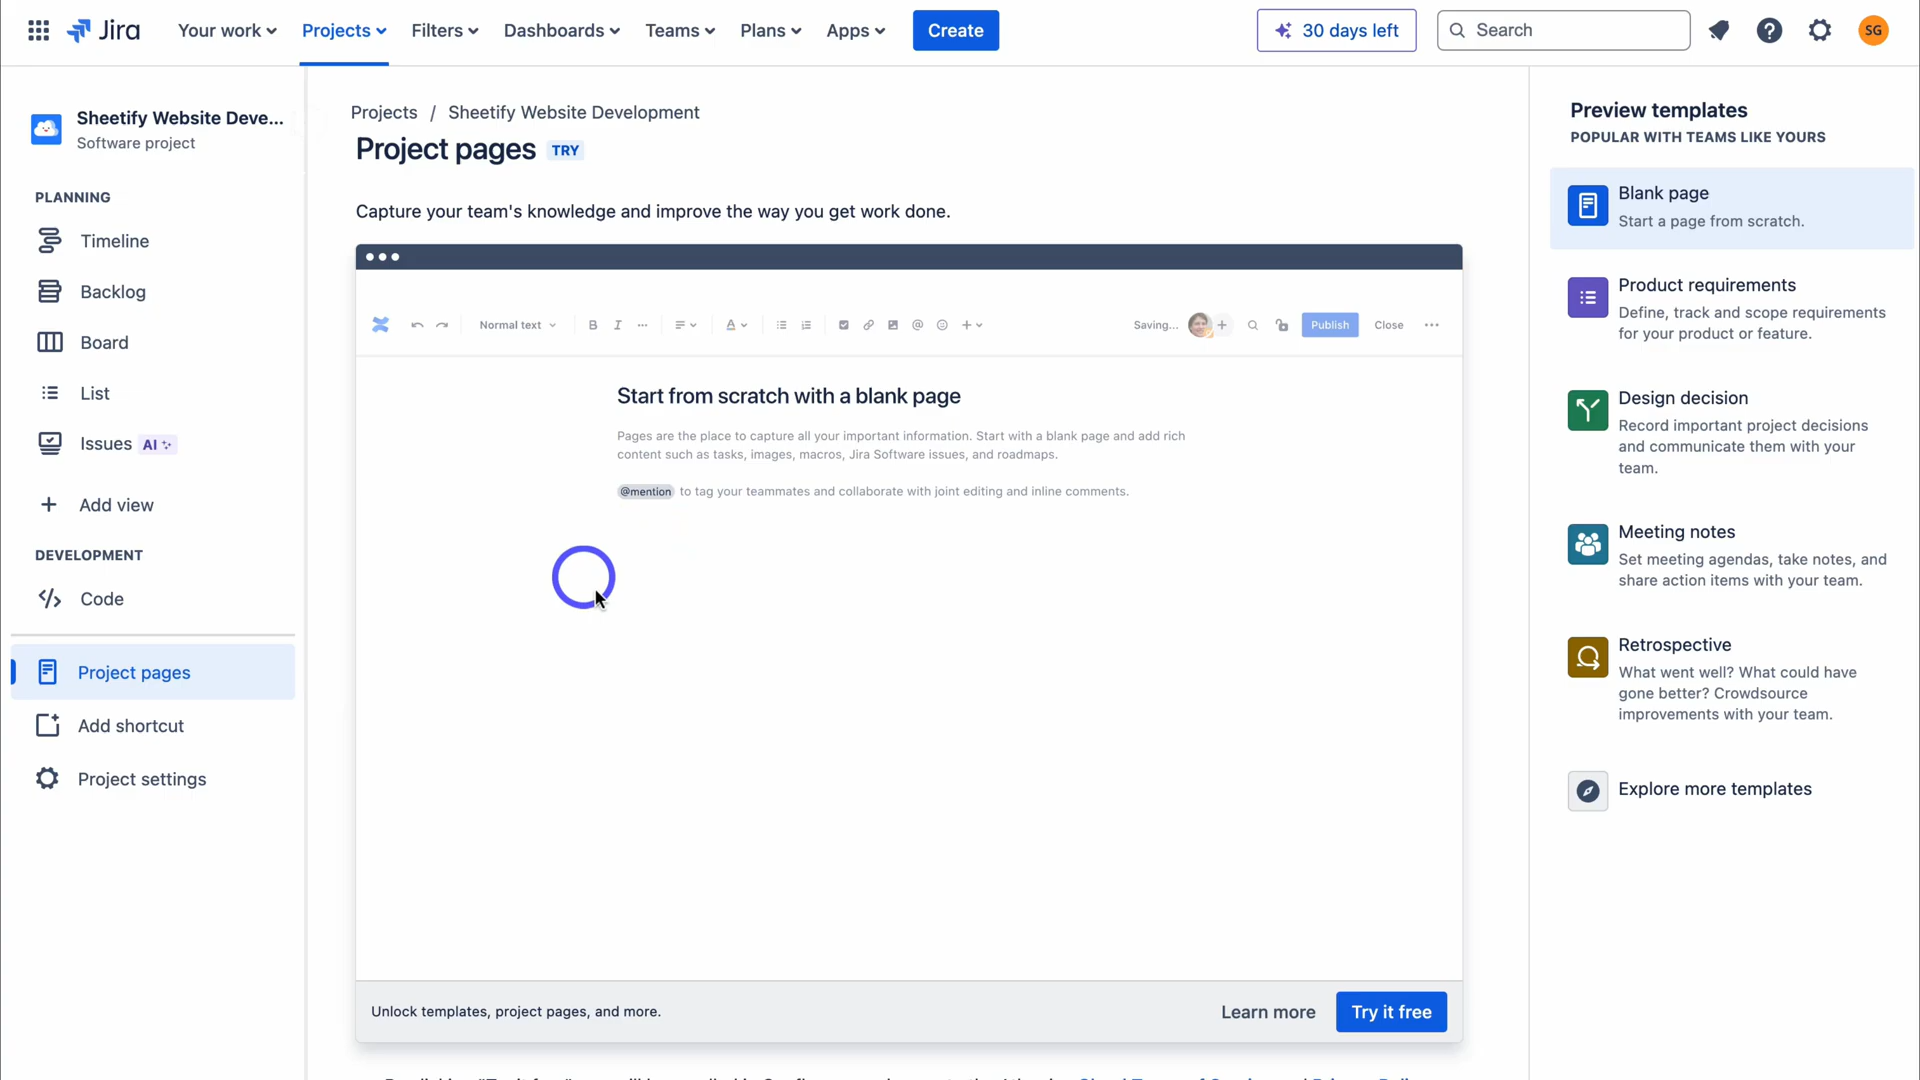 Jira
Your work
Projects
Filters
Dashboards
Teams
Plans
Apps
Create
30 days left
Search
SG
Sheetify Website Deve...
Software project
PLANNING
Timeline
Backlog
Board
List
Issues AI
Add view
DEVELOPMENT
Code
Project pages
Add shortcut
Project settings
Projects / Sheetify Website Development
Project pages TRY
Capture your team's knowledge and improve the way you get work done.
Normal text
B
I
A
Saving...
Publish
Close
Start from scratch with a blank page
Pages are the place to capture all your important information. Start with a blank page and add rich
content such as tasks, images, macros, Jira Software issues, and roadmaps.
@mention to tag your teammates and collaborate with joint editing and inline comments.
Unlock templates, project pages, and more.
Learn more
Try it free
Preview templates
POPULAR WITH TEAMS LIKE YOURS
Blank page
Start a page from scratch.
Product requirements
Define, track and scope requirements
for your product or feature.
Design decision
Record important project decisions
and communicate them with your
team.
Meeting notes
Set meeting agendas, take notes, and
share action items with your team.
Retrospective
What went well? What could have
gone better? Crowdsource
improvements with your team.
Explore more templates